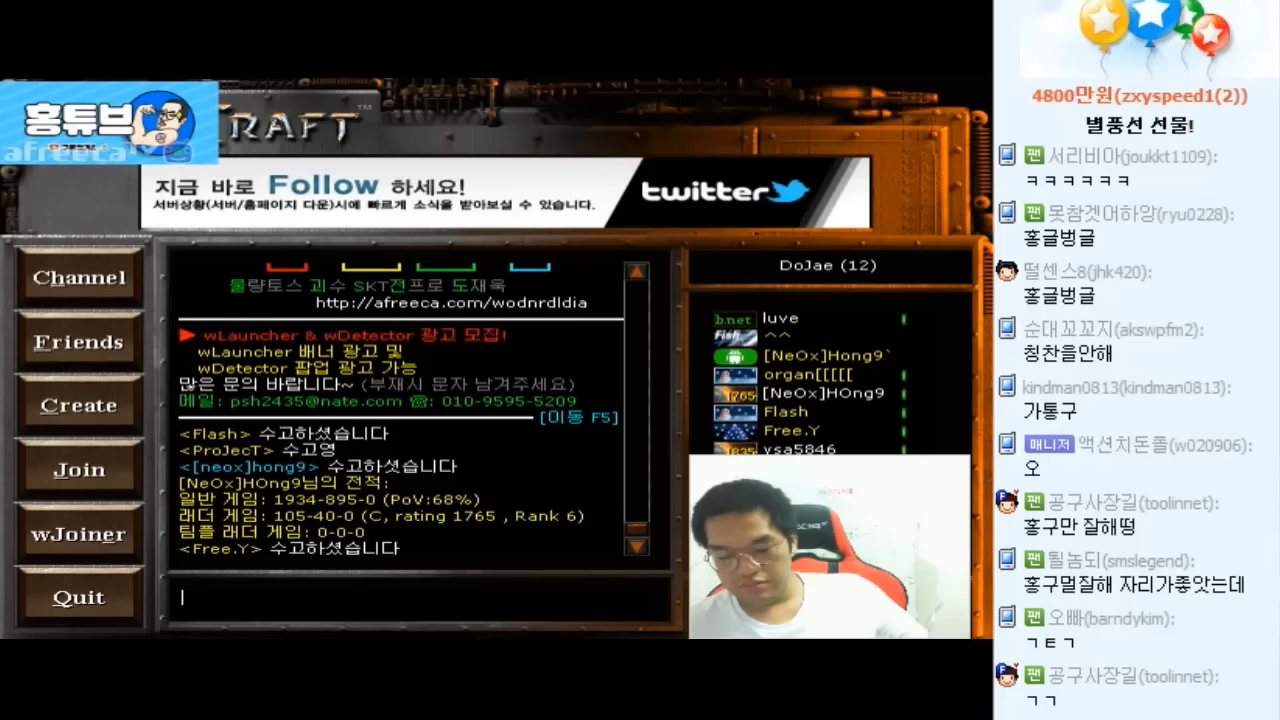 홍튜브
afreeca
CRAFT™
지금 바로 Follow 하세요!
서버상황(서버/홈페이지 다운)시에 빠르게 소식을 받아보실 수 있습니다.
twitter
Channel
Friends
Create
Join
wJoiner
Quit
물량토스 괴수 SKT전프로 도재욱
http://afreeca.com/wodnrdldia
▶ wLauncher & wDetector 광고 모집!
wLauncher 배너 광고 및
wDetector 팝업 광고 가능
많은 문의 바랍니다~ (부재시 문자 남겨주세요)
메일: psh2435@nate.com ☎: 010-9595-5209
[이동 F5]
<Flash> 수고하셨습니다
<ProJecT> 수고영
<[neox]hong9> 수고하셧습니다
[NeOx]HOng9님의 전적:
일반 게임: 1934-895-0 (PoV:68%)
래더 게임: 105-40-0 (C, rating 1765 , Rank 6)
팀플 래더 게임: 0-0-0
<Free.Y> 수고하셨습니다
DoJae (12)
b.net luve
Fish ^^
[NeOx]Hong9`
organ[[[[[
1765 [NeOx]HOng9
Flash
Free.Y
1835 ysa5846
4800만원(zxyspeed1(2))
별풍선 선물!
팬 서리비아(joukkt1109):
ㅋㅋㅋㅋㅋㅋ
팬 못참겟어하앙(ryu0228):
홍글벙글
떨센스8(jhk420):
홍글벙글
순대꼬꼬지(akswpfm2):
칭찬을안해
kindman0813(kindman0813):
가통구
매니저 액션치돈쫄(w020906):
오
팬 공구사장길(toolinnet):
홍구만 잘해떵
팬 될놈되(smslegend):
홍구멀잘해 자리가좋앗는데
팬 오빠(barndykim):
ㄱㅌㄱ
팬 공구사장길(toolinnet):
ㄱㄱ